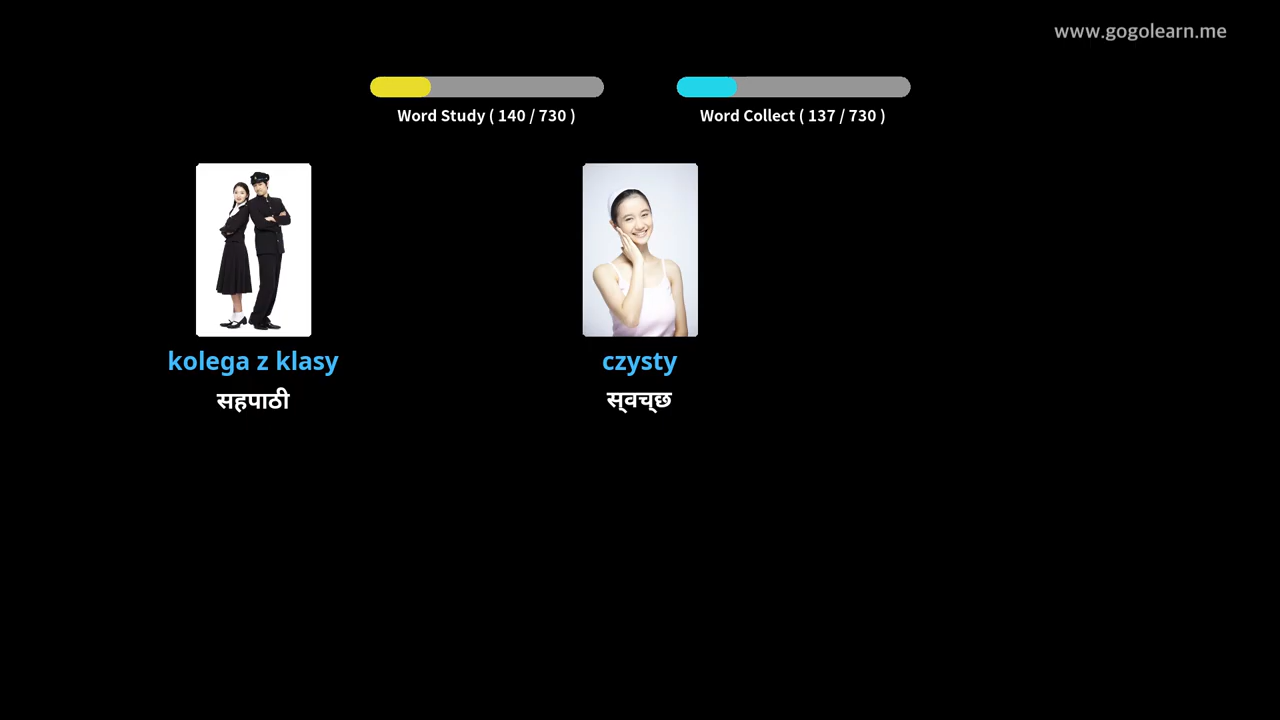 www.gogolearn.me
Word Study ( 140 / 730 )
Word Collect ( 137 / 730 )
kolega z klasy
सहपाठी
czysty
स्वच्छ